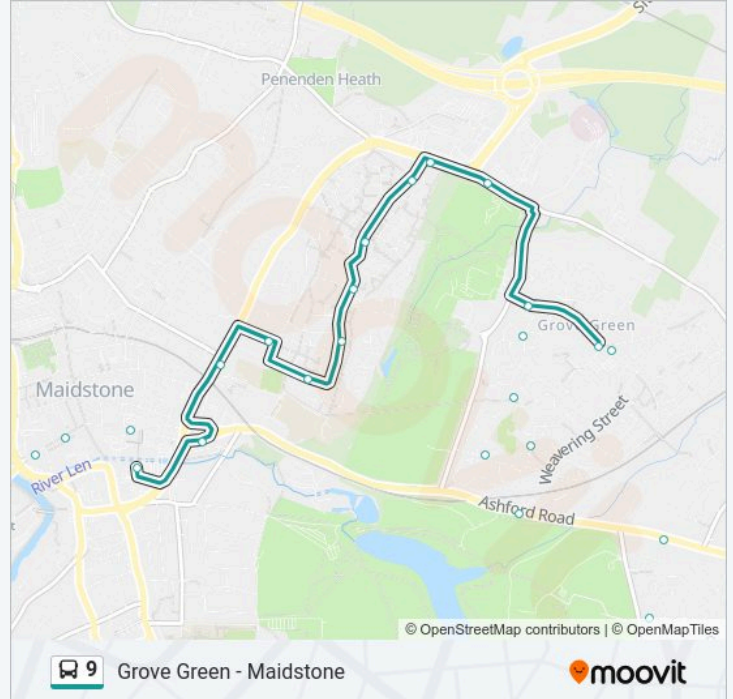 Penenden Heath
Grove Green
Maidstone
Weavering Street
River Len
Ashford Road
© OpenStreetMap contributors | © OpenMapTiles
9 Grove Green - Maidstone
moovit